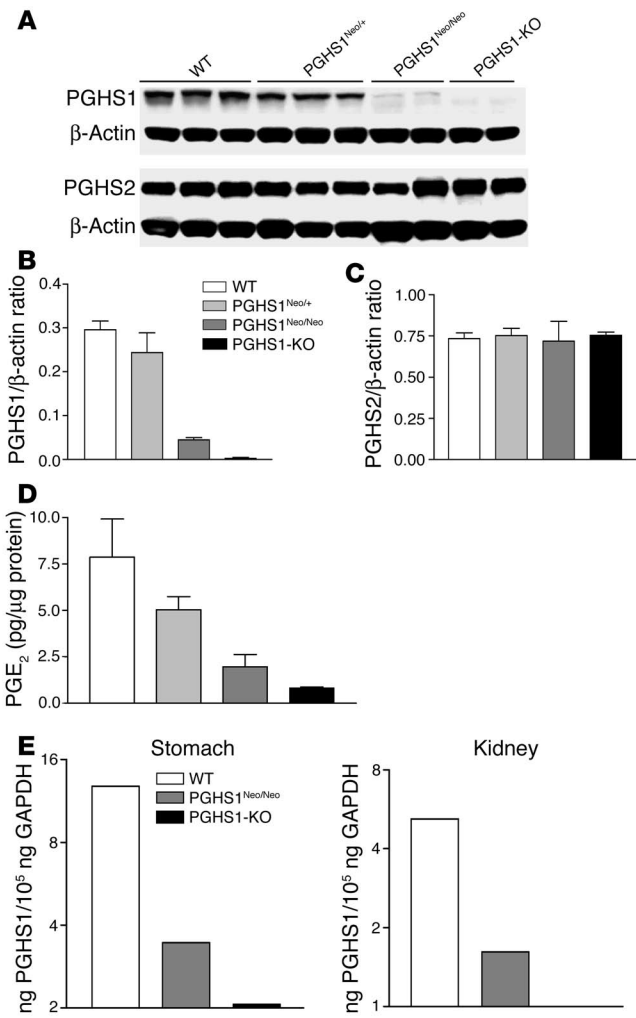 A
WT
PGHS1Neo/+
PGHS1Neo/Neo
PGHS1-KO
PGHS1
β-Actin
PGHS2
β-Actin
B
PGHS1/β-actin ratio
0.4
0.3
0.2
0.1
0.0
WT
PGHS1Neo/+
PGHS1Neo/Neo
PGHS1-KO
C
PGHS2/β-actin ratio
1.00
0.75
0.50
0.25
0.00
D
PGE2 (pg/μg protein)
10.0
7.5
5.0
2.5
0.0
E
Stomach
ng PGHS1/10⁵ ng GAPDH
16
8
4
2
WT
PGHS1Neo/Neo
PGHS1-KO
Kidney
ng PGHS1/10⁵ ng GAPDH
8
4
2
1